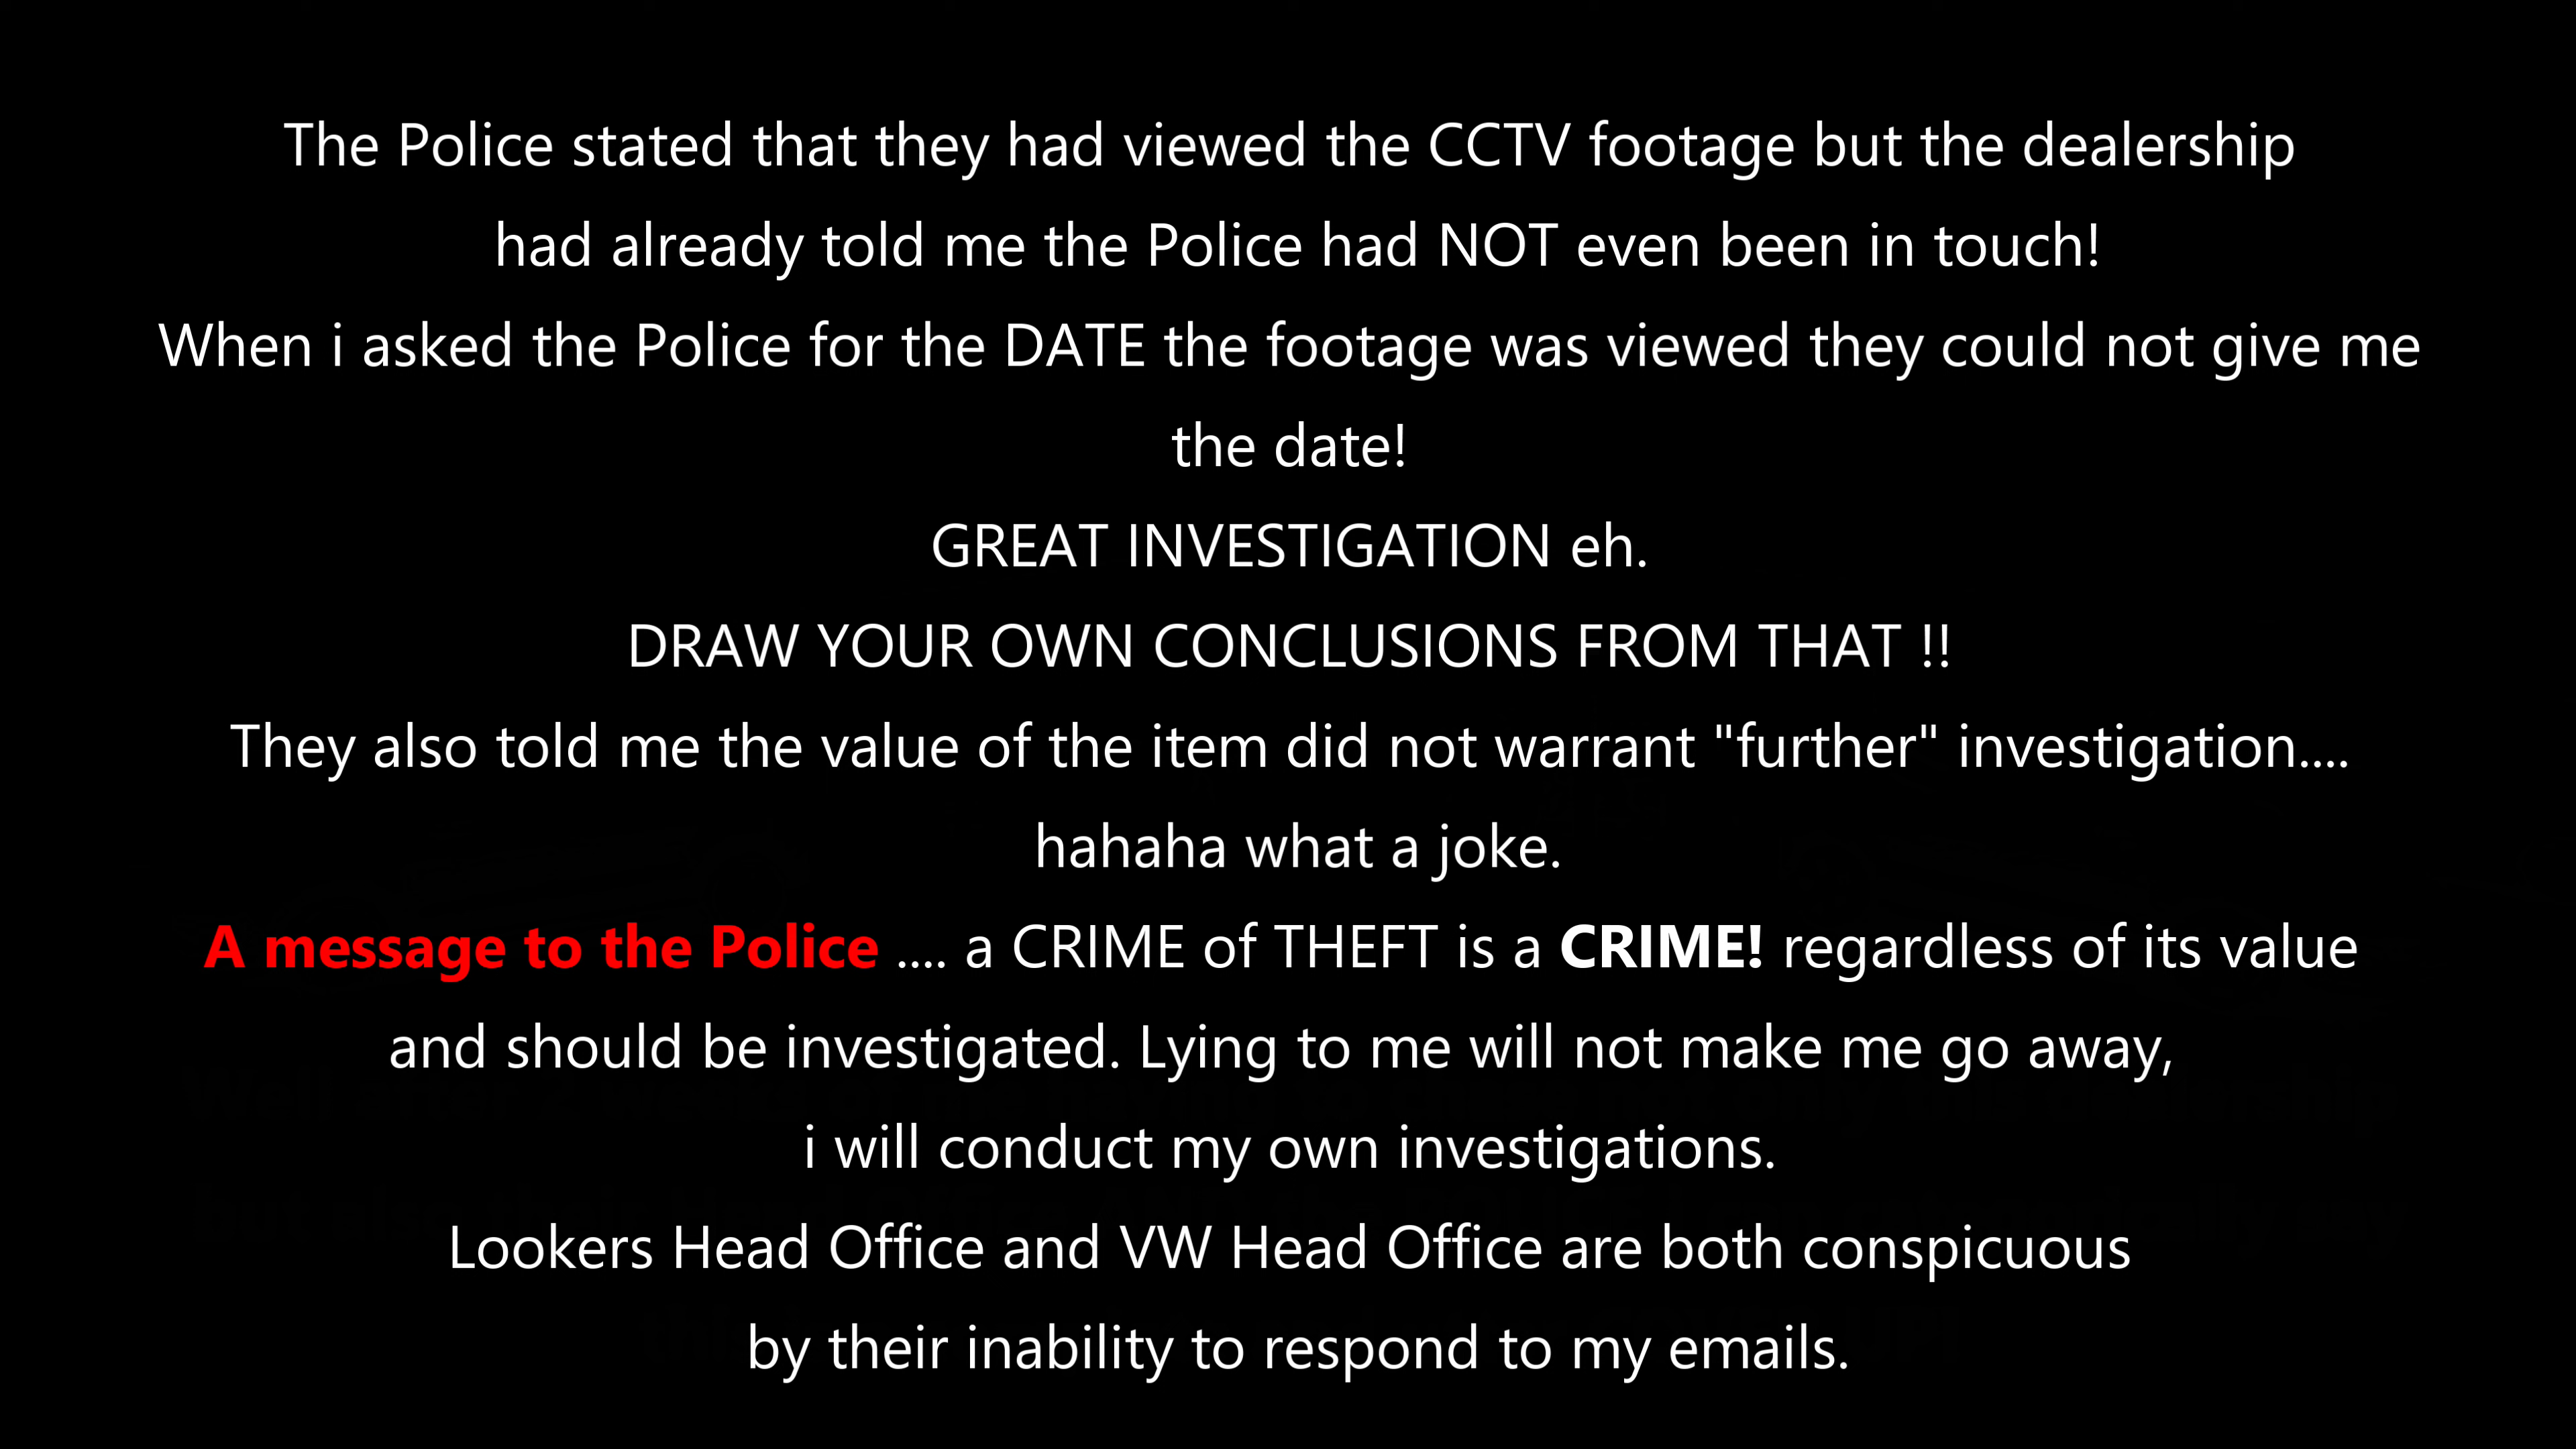 The Police stated that they had viewed the CCTV footage but the dealership
had already told me the Police had NOT even been in touch!
When i asked the Police for the DATE the footage was viewed they could not give me
the date!
GREAT INVESTIGATION eh.
DRAW YOUR OWN CONCLUSIONS FROM THAT !!
They also told me the value of the item did not warrant "further" investigation....
hahaha what a joke.
A message to the Police .... a CRIME of THEFT is a CRIME! regardless of its value
and should be investigated. Lying to me will not make me go away,
i will conduct my own investigations.
Lookers Head Office and VW Head Office are both conspicuous
by their inability to respond to my emails.